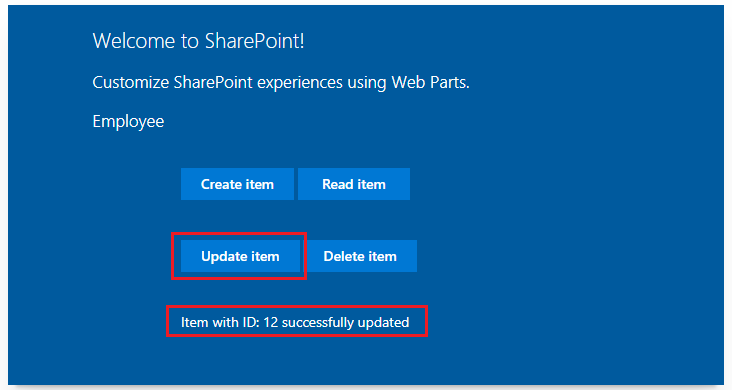 Welcome to SharePoint!
Customize SharePoint experiences using Web Parts.
Employee
Create item Read item
Update item Delete item
Item with ID: 12 successfully updated